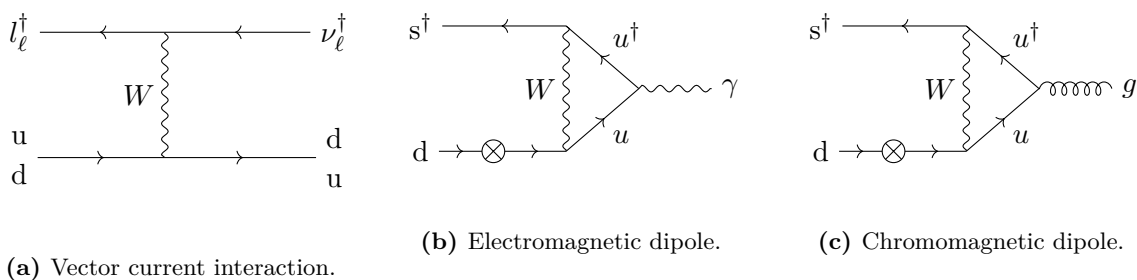 l_ℓ^† ν_ℓ^†
W
u d
d u
s^†
u^†
W
γ
u
d
s^†
u^†
W
g
u
d
(a) Vector current interaction.
(b) Electromagnetic dipole.
(c) Chromomagnetic dipole.